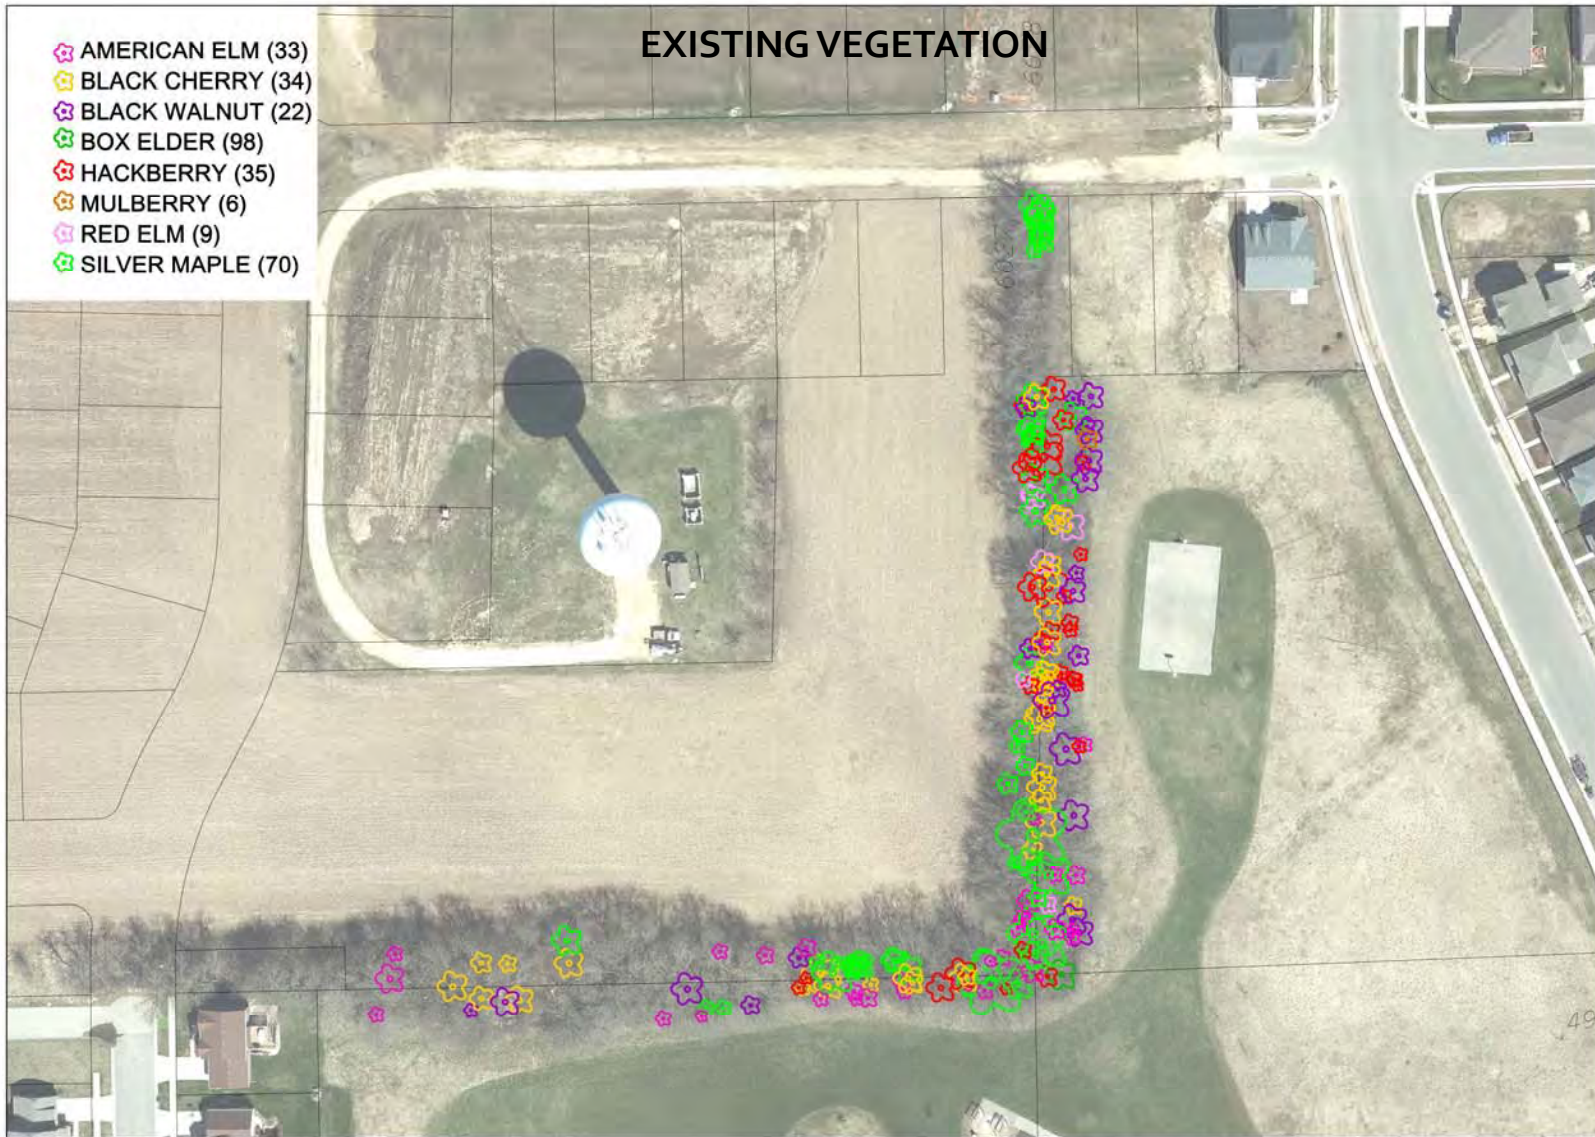 EXISTING VEGETATION
AMERICAN ELM (33)
BLACK CHERRY (34)
BLACK WALNUT (22)
BOX ELDER (98)
HACKBERRY (35)
MULBERRY (6)
RED ELM (9)
SILVER MAPLE (70)